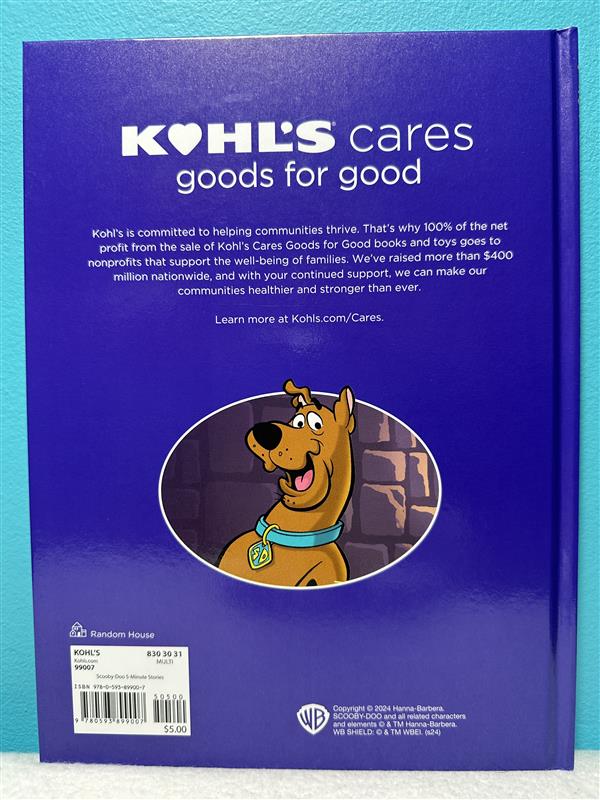 KOHL'S® cares
goods for good
Kohl's is committed to helping communities thrive. That's why 100% of the net
profit from the sale of Kohl's Cares Goods for Good books and toys goes to
nonprofits that support the well-being of families. We've raised more than $400
million nationwide, and with your continued support, we can make our
communities healthier and stronger than ever.
Learn more at Kohls.com/Cares.
SD
Random House
KOHL'S 830 30 31
Kohls.com MULTI
99007
Scooby-Doo 5-Minute Stories
ISBN 978-0-593-89900-7
50500
9 780593 899007
$5.00
WB
Copyright © 2024 Hanna-Barbera.
SCOOBY-DOO and all related characters
and elements © & TM Hanna-Barbera.
WB SHIELD: © & TM WBEI. (s24)